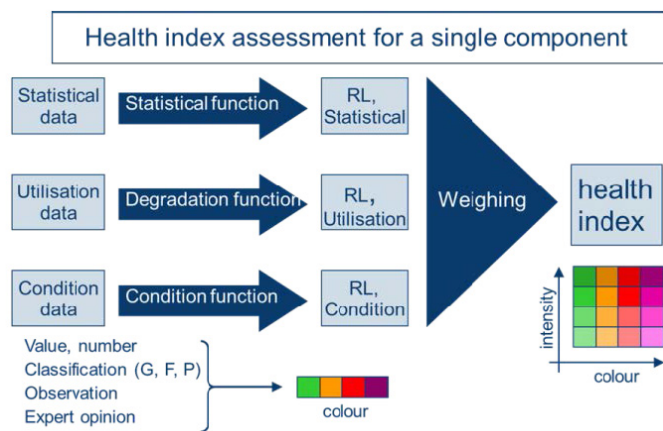 Health index assessment for a single component
Statistical
data
Statistical function
RL,
Statistical
Utilisation
data
Degradation function
RL,
Utilisation
Weighing
health
index
Condition
data
Condition function
RL,
Condition
Value, number
Classification (G, F, P)
Observation
Expert opinion
colour
intensity
colour